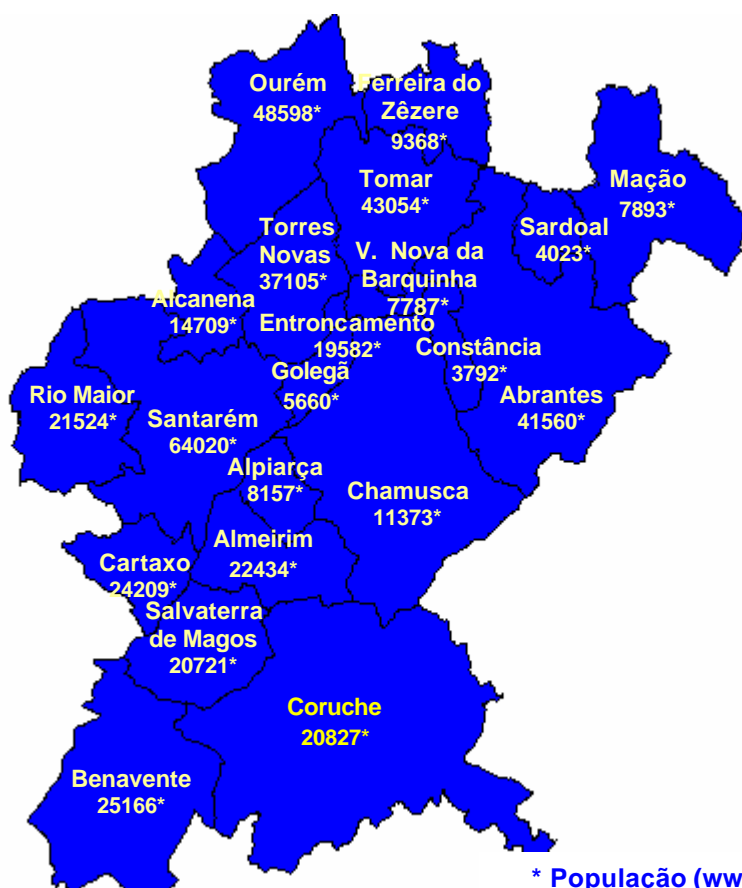 Ourém
48598*
Ferreira do
Zêzere
9368*
Tomar
43054*
Mação
7893*
Sardoal
4023*
Torres
Novas
37105*
V. Nova da
Barquinha
7787*
Alcanena
14709*
Entroncamento
19582*
Constância
3792*
Golegã
5660*
Abrantes
41560*
Rio Maior
21524*
Santarém
64020*
Alpiarça
8157*
Chamusca
11373*
Almeirim
22434*
Cartaxo
24209*
Salvaterra
de Magos
20721*
Coruche
20827*
Benavente
25166*
* População (ww